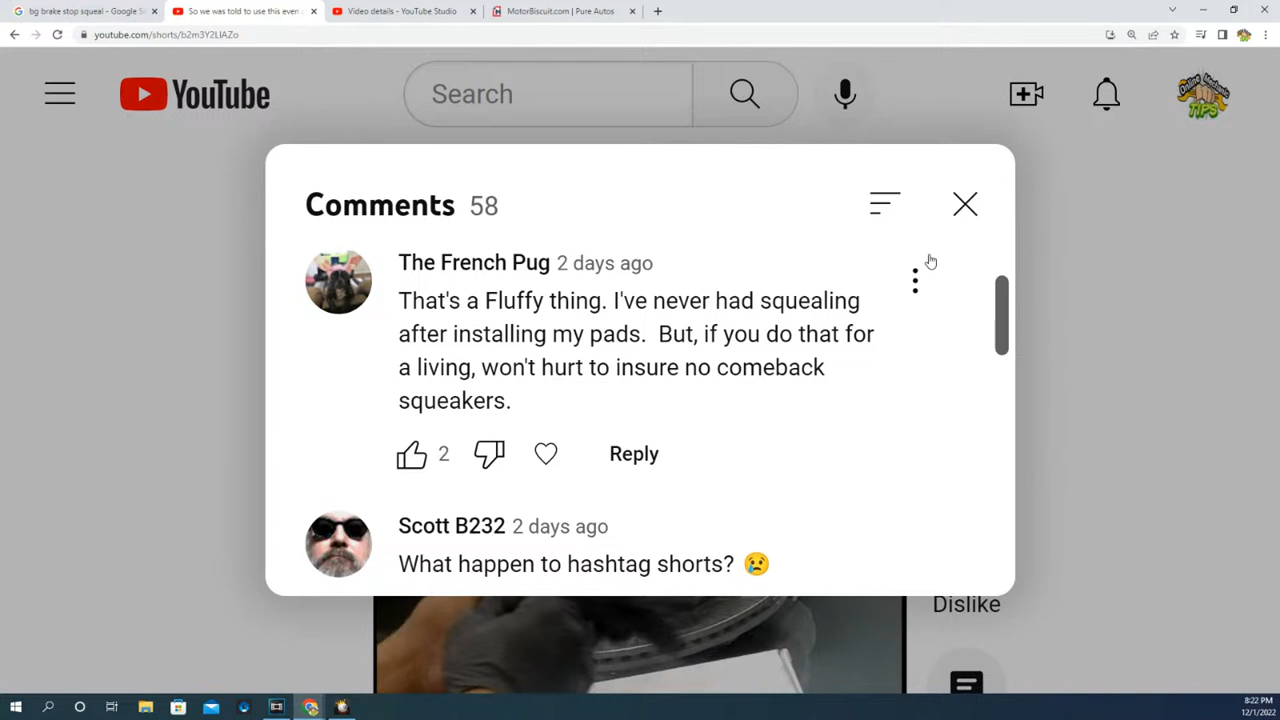 bg brake stop squeal - Google S
So we was told to use this even
Video details - YouTube Studio
MotorBiscuit.com | Pure Autos
youtube.com/shorts/b2m3Y2LIAZo
YouTube
Search
Online Mechanic
TIPS
Comments 58
The French Pug 2 days ago
That's a Fluffy thing. I've never had squealing
after installing my pads. But, if you do that for
a living, won't hurt to insure no comeback
squeakers.
2
Reply
Scott B232 2 days ago
What happen to hashtag shorts? 😢
Dislike
8:22 PM
12/1/2022